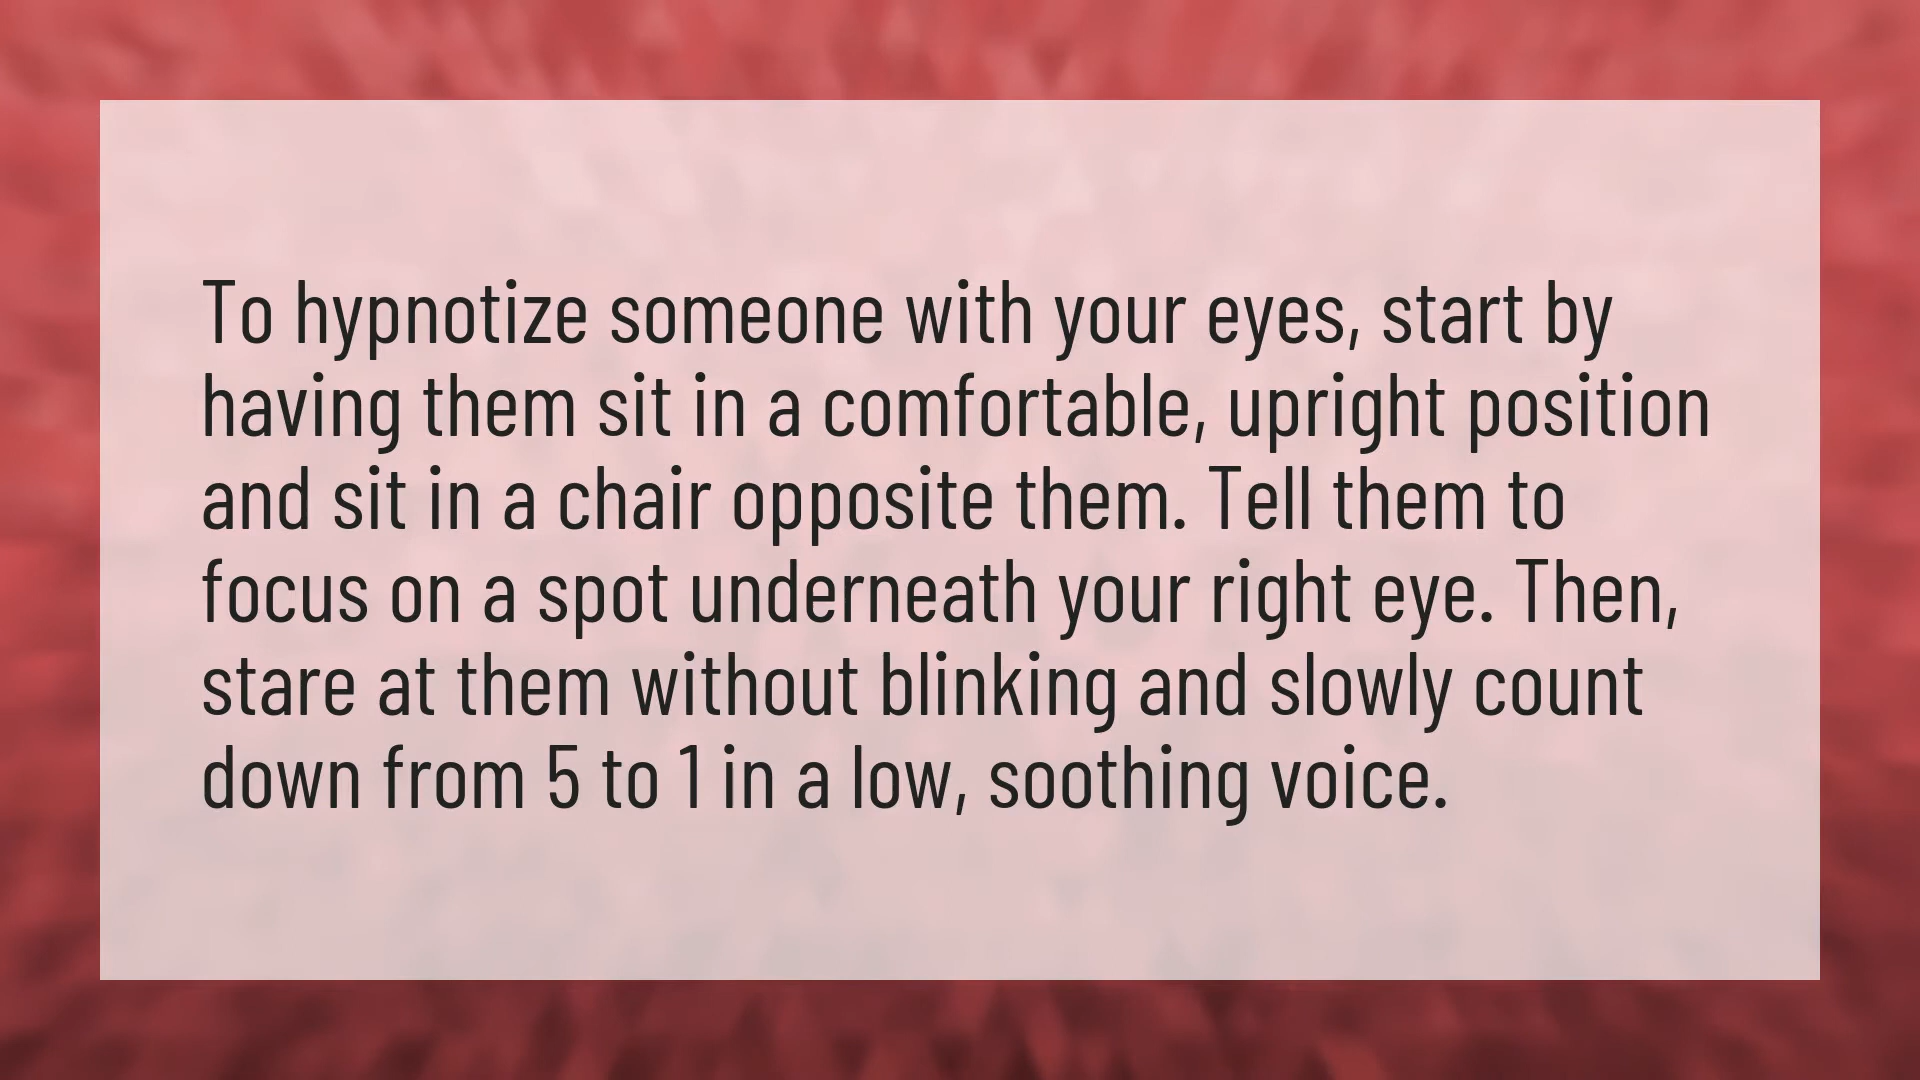 To hypnotize someone with your eyes, start by
having them sit in a comfortable, upright position
and sit in a chair opposite them. Tell them to
focus on a spot underneath your right eye. Then,
stare at them without blinking and slowly count
down from 5 to 1 in a low, soothing voice.